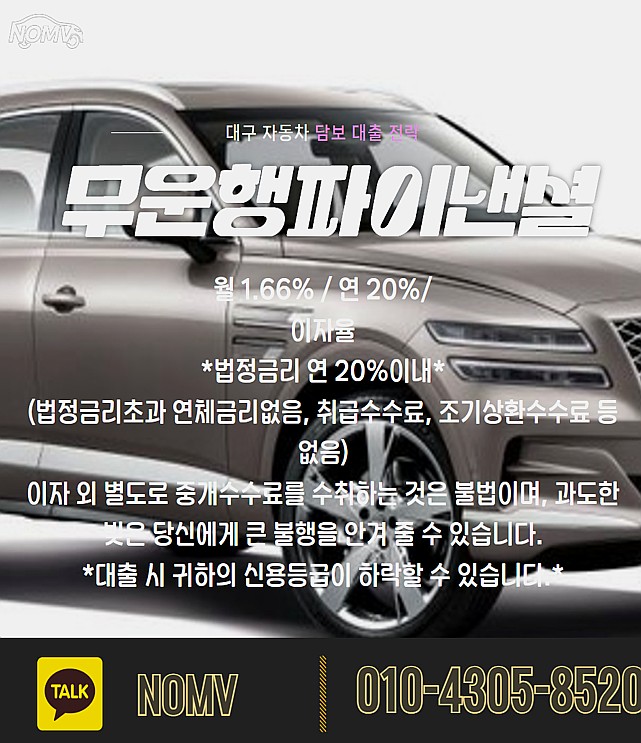 NOMV
대구 자동차 담보 대출 전략
무운행파이낸셜
월 1.66% / 연 20%/
이자율
*법정금리 연 20%이내*
(법정금리초과 연체금리없음, 취급수수료, 조기상환수수료 등
없음)
이자 외 별도로 중개수수료를 수취하는 것은 불법이며, 과도한
빚은 당신에게 큰 불행을 안겨 줄 수 있습니다.
*대출 시 귀하의 신용등급이 하락할 수 있습니다.*
TALK NOMV 010-4305-8520